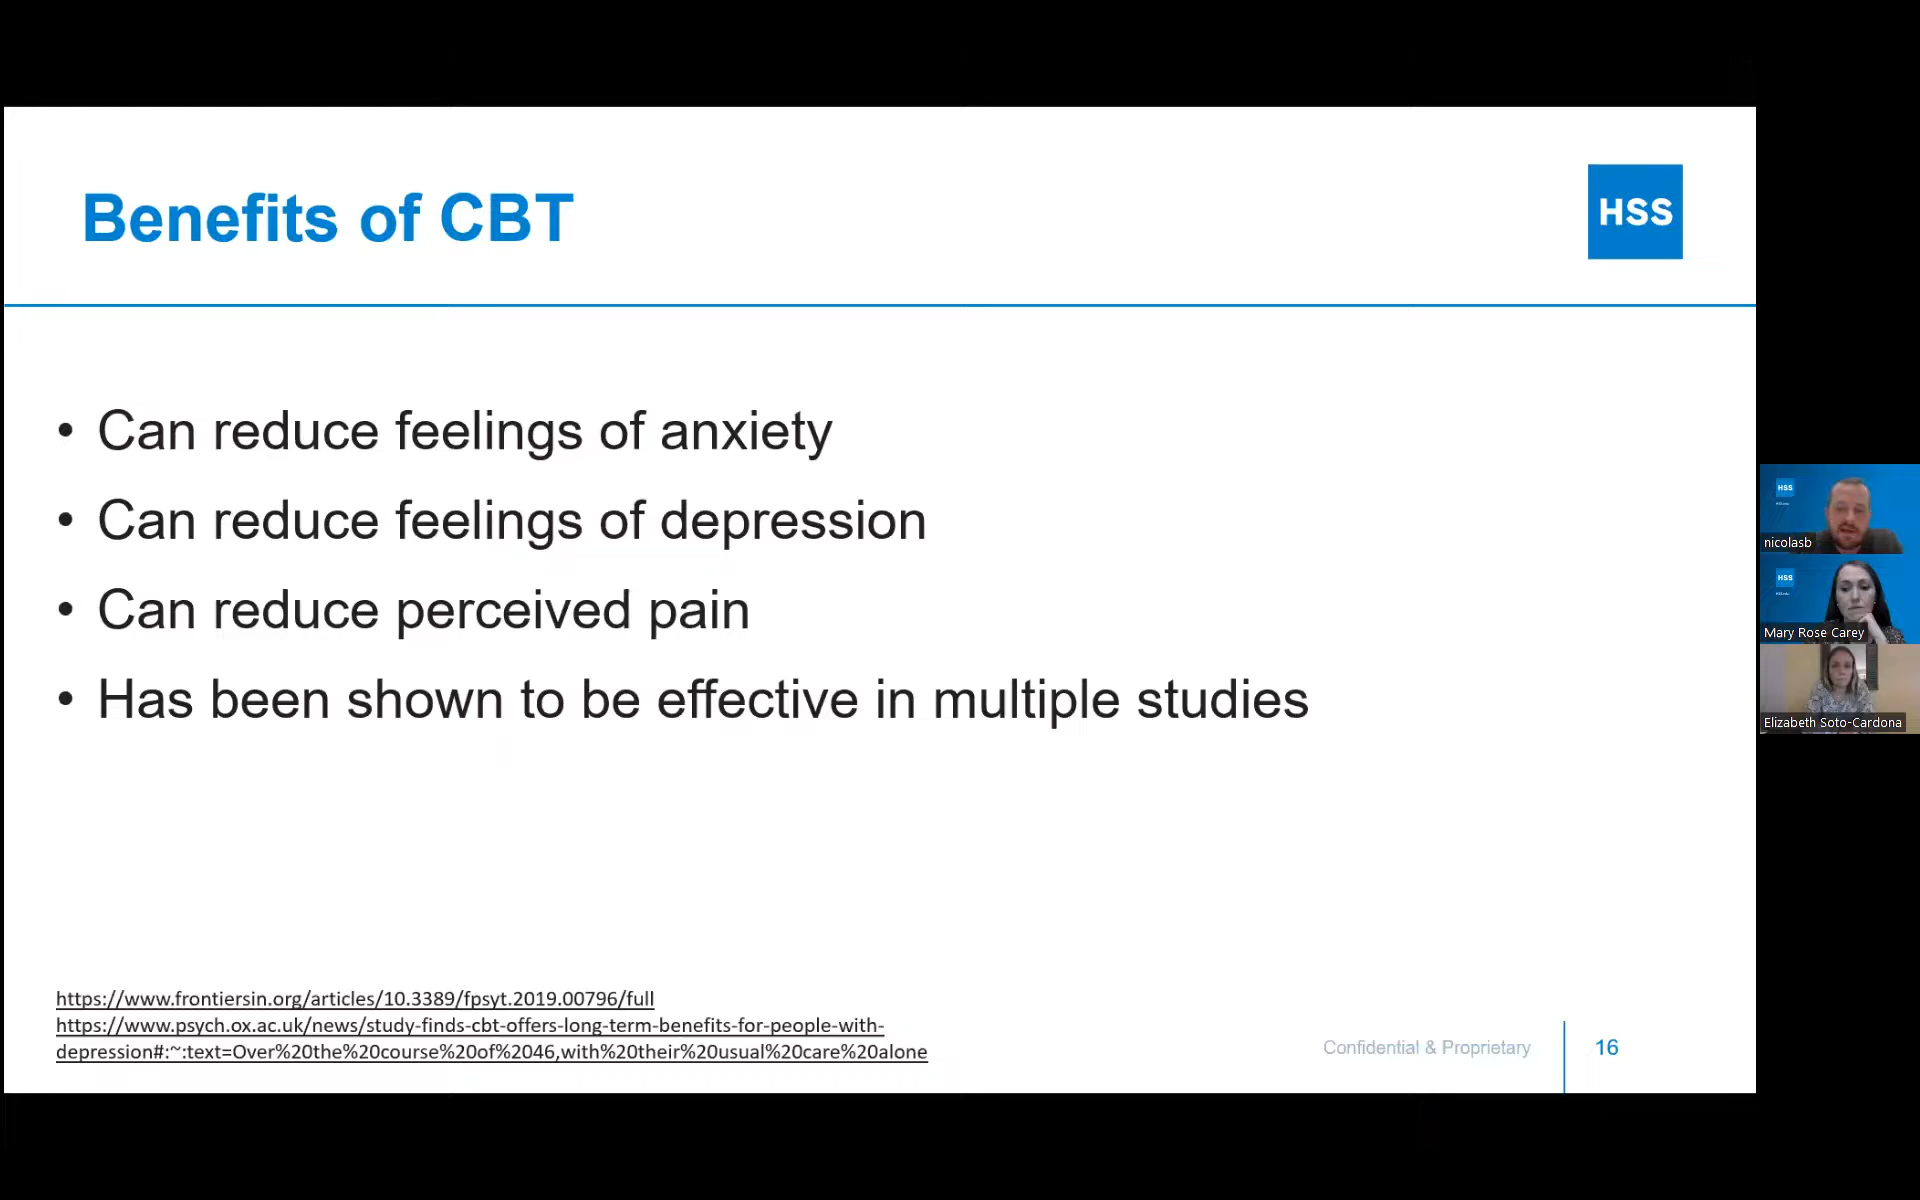 Benefits of CBT
HSS
• Can reduce feelings of anxiety
• Can reduce feelings of depression
• Can reduce perceived pain
• Has been shown to be effective in multiple studies
https://www.frontiersin.org/articles/10.3389/fpsyt.2019.00796/full
https://www.psych.ox.ac.uk/news/study-finds-cbt-offers-long-term-benefits-for-people-with-
depression#:~:text=Over%20the%20course%20of%2046,with%20their%20usual%20care%20alone
Confidential & Proprietary
16
HSS
nicolasb
HSS
Mary Rose Carey
Elizabeth Soto-Cardona